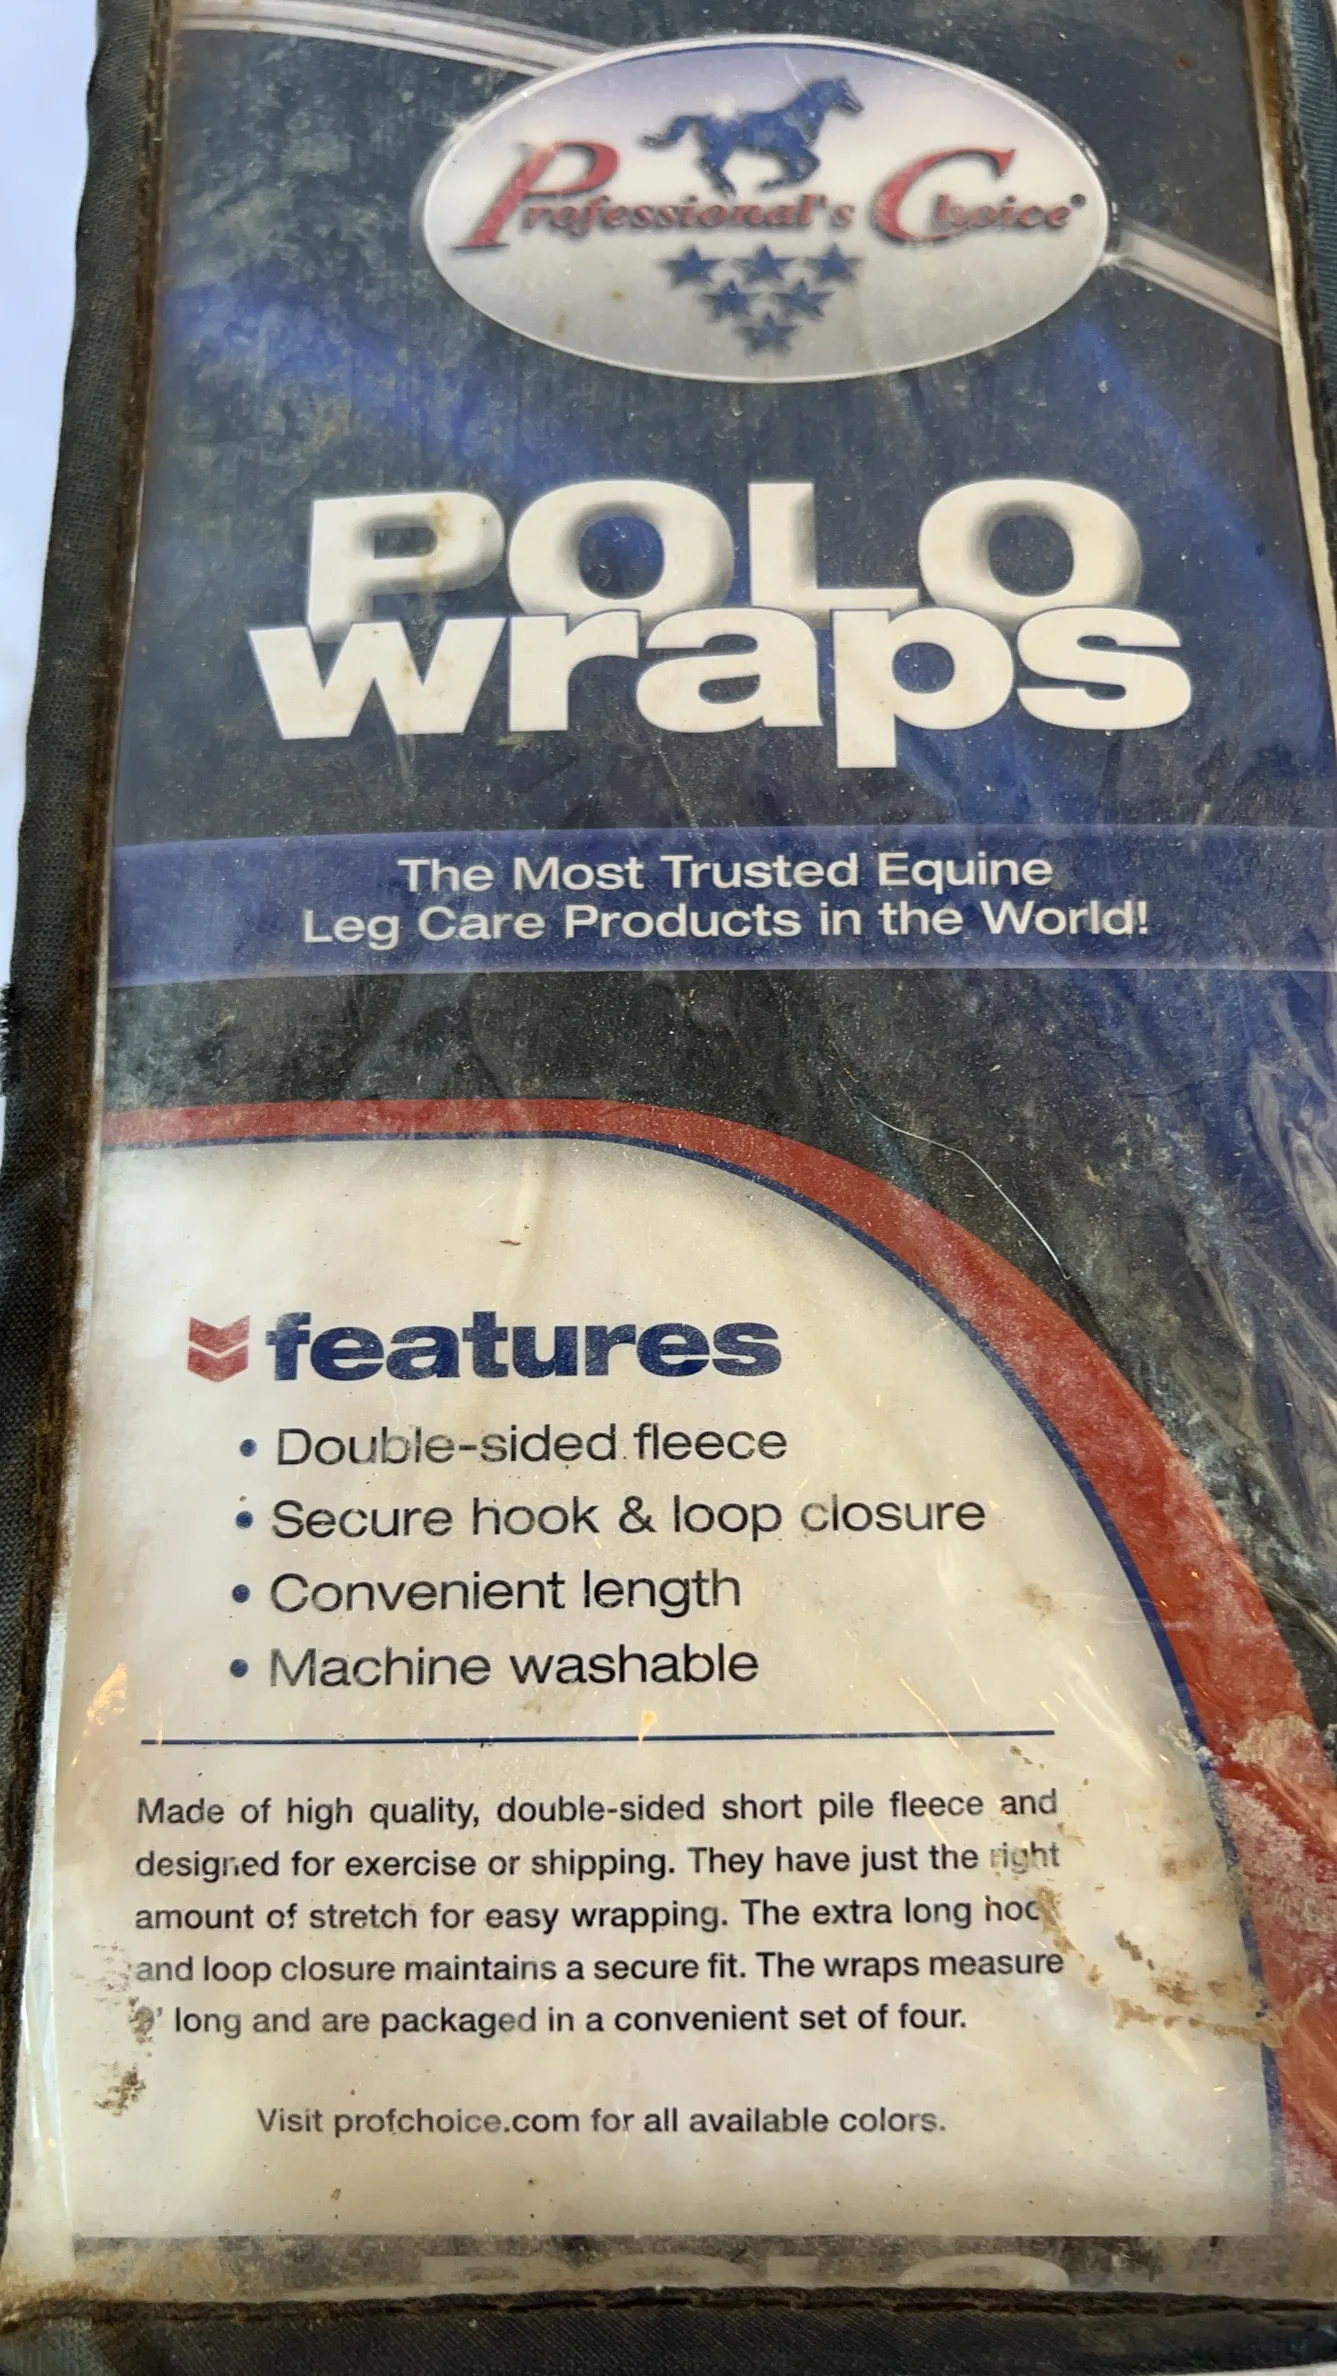 Professional's Choice®
POLO
wraps
The Most Trusted Equine
Leg Care Products in the World!
features
• Double-sided fleece
• Secure hook & loop closure
• Convenient length
• Machine washable
Made of high quality, double-sided short pile fleece and
designed for exercise or shipping. They have just the right
amount of stretch for easy wrapping. The extra long
and loop closure maintains a secure fit. The wraps measure
long and are packaged in a convenient set of four.
Visit profchoice.com for all available colors.